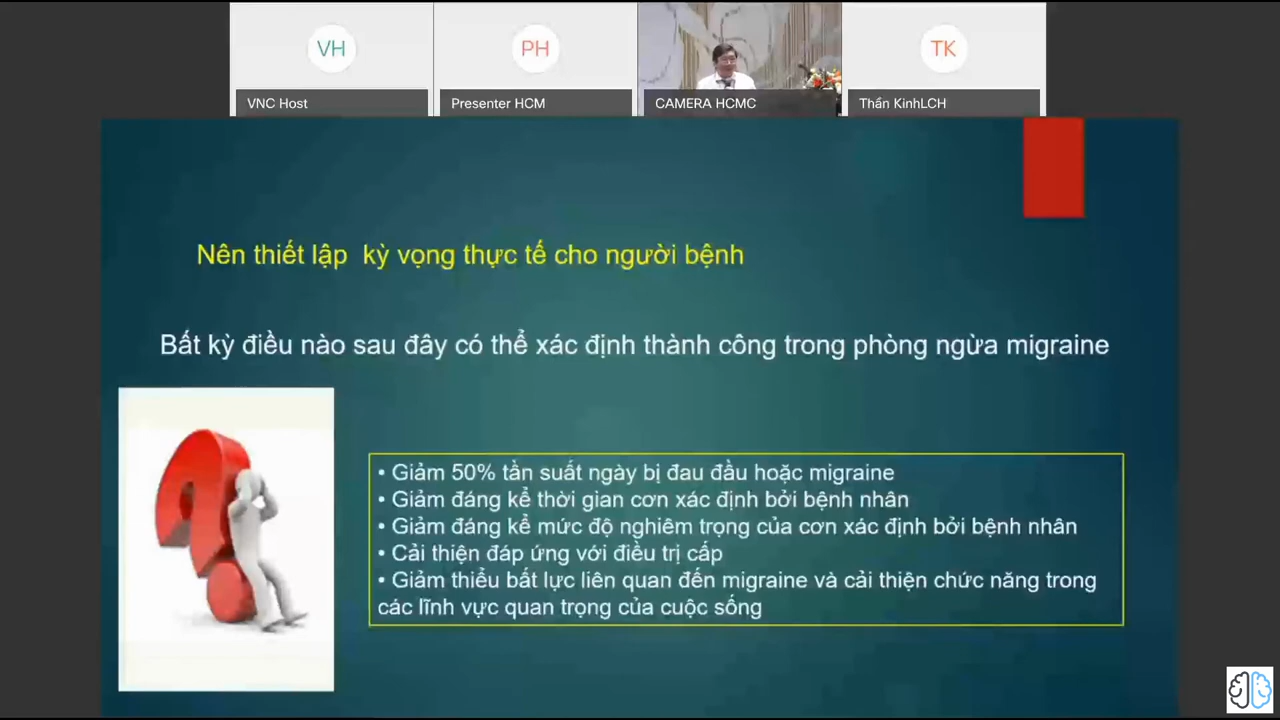 VH
PH
TK
VNC Host
Presenter HCM
CAMERA HCMC
Thần KinhLCH
Nên thiết lập kỳ vọng thực tế cho người bệnh
Bất kỳ điều nào sau đây có thể xác định thành công trong phòng ngừa migraine
• Giảm 50% tần suất ngày bị đau đầu hoặc migraine
• Giảm đáng kể thời gian cơn xác định bởi bệnh nhân
• Giảm đáng kể mức độ nghiêm trọng của cơn xác định bởi bệnh nhân
• Cải thiện đáp ứng với điều trị cấp
• Giảm thiểu bất lực liên quan đến migraine và cải thiện chức năng trong
các lĩnh vực quan trọng của cuộc sống